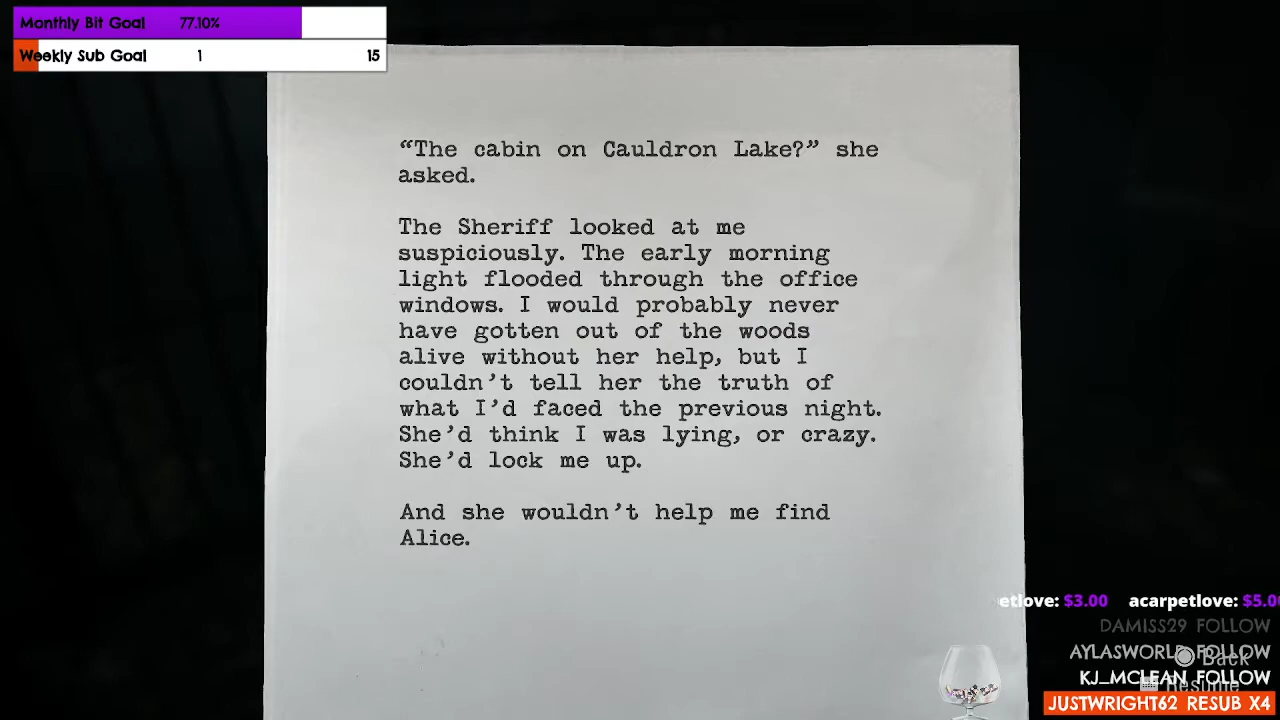 Monthly Bit Goal 77.10%
Weekly Sub Goal 1 15
“The cabin on Cauldron Lake?” she
asked.
The Sheriff looked at me
suspiciously. The early morning
light flooded through the office
windows. I would probably never
have gotten out of the woods
alive without her help, but I
couldn’t tell her the truth of
what I’d faced the previous night.
She’d think I was lying, or crazy.
She’d lock me up.
And she wouldn’t help me find
Alice.
etlove: $3.00 acarpetlove: $5.0
DAMISS29 FOLLOW
AYLASWORLD FOLLOW
Back
KJ_MCLEAN FOLLOW
Resume
JUSTWRIGHT62 RESUB X4